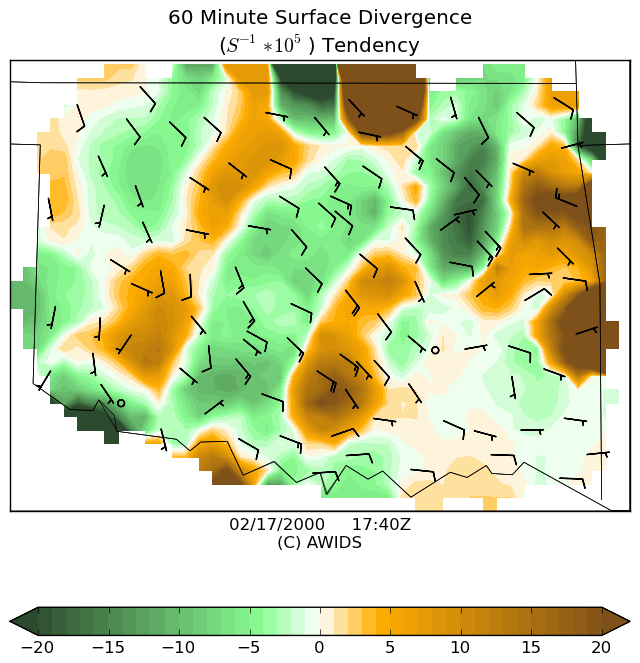 60 Minute Surface Divergence
(S⁻¹ *10⁵ ) Tendency
02/17/2000 17:40Z
(C) AWIDS
−20 −15 −10 −5 0 5 10 15 20